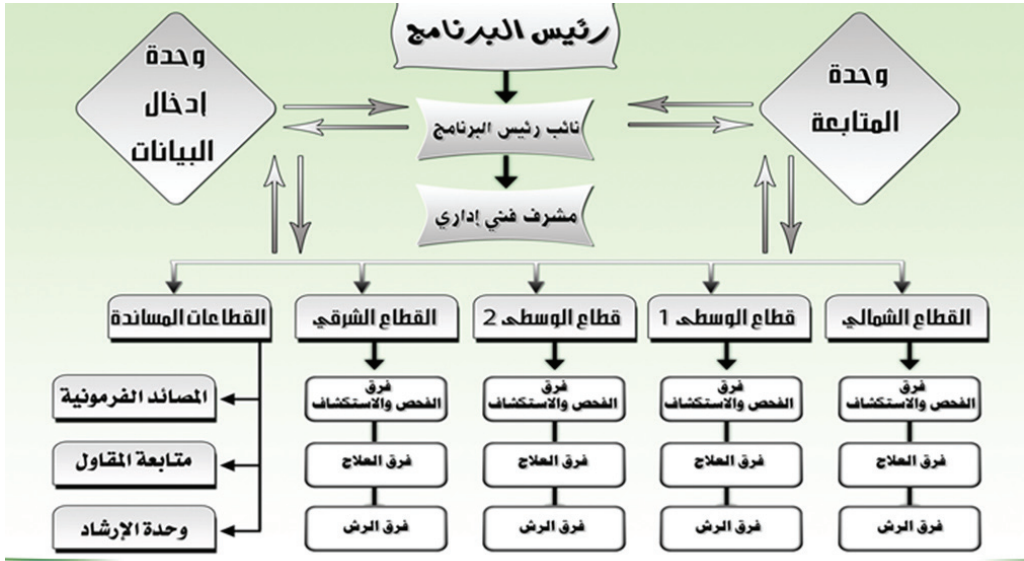 رئيس البرنامج
وحدة
المتابعة
نائب رئيس البرنامج
وحدة
إدخال
البيانات
مشرف فني إداري
القطاع الشمالي
قطاع الوسطى 1
قطاع الوسطى 2
القطاع الشرقي
القطاعات المساندة
فرق
الفحص والاستكشاف
فرق العلاج
فرق الرش
فرق
الفحص والاستكشاف
فرق العلاج
فرق الرش
فرق
الفحص والاستكشاف
فرق العلاج
فرق الرش
فرق
الفحص والاستكشاف
فرق العلاج
فرق الرش
المصائد الفرمونية
متابعة المقاول
وحدة الإرشاد